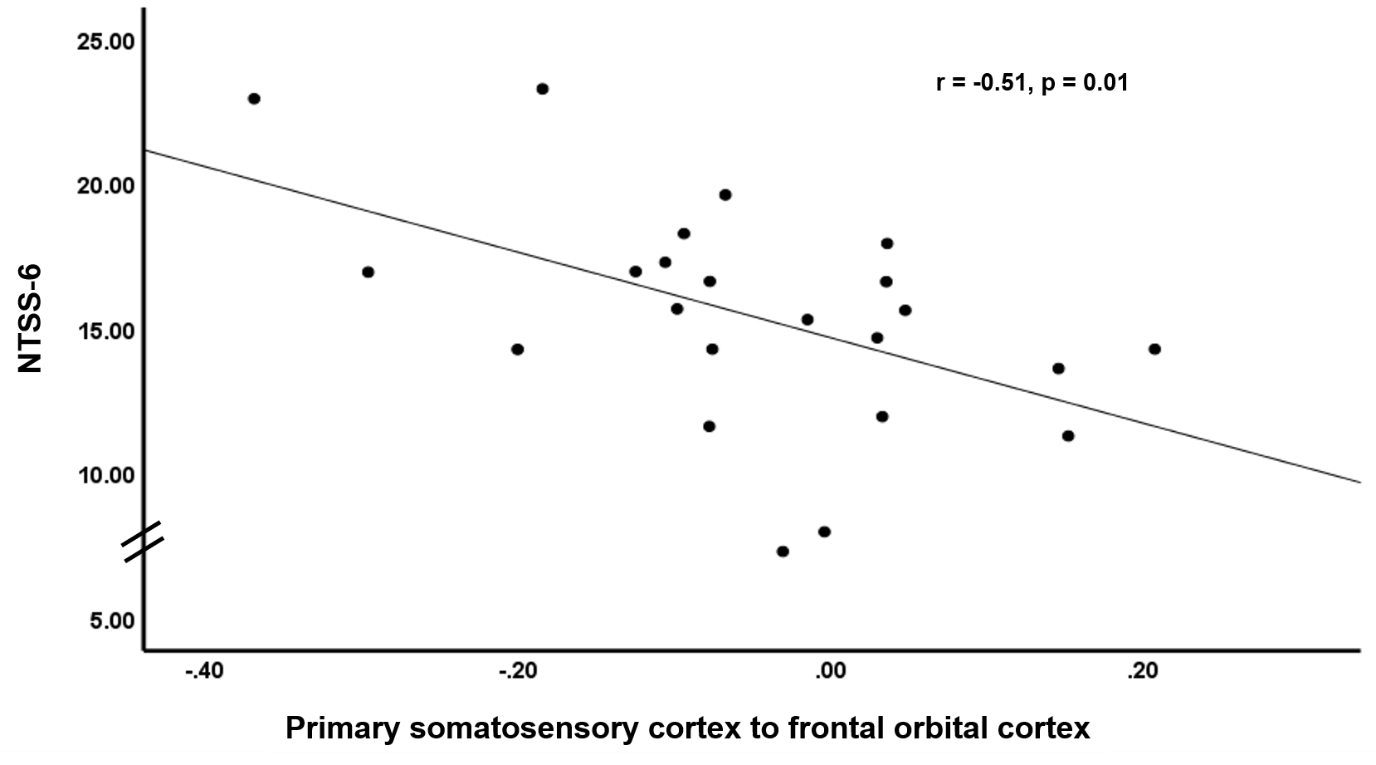 25.00
r = -0.51, p = 0.01
20.00
NTSS-6
15.00
10.00
5.00
-.40 -.20 .00 .20
Primary somatosensory cortex to frontal orbital cortex